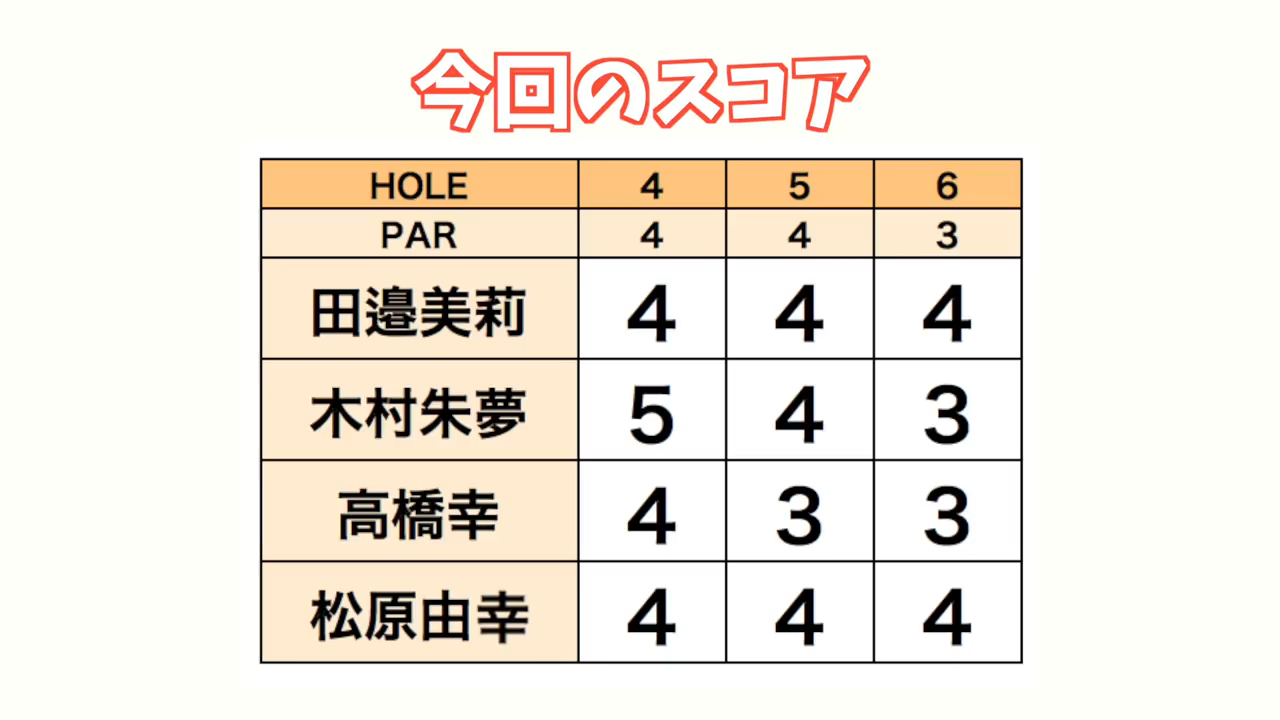 今回のスコア
HOLE 4 5 6
PAR 4 4 3
田邉美莉 4 4 4
木村朱夢 5 4 3
高橋幸 4 3 3
松原由幸 4 4 4